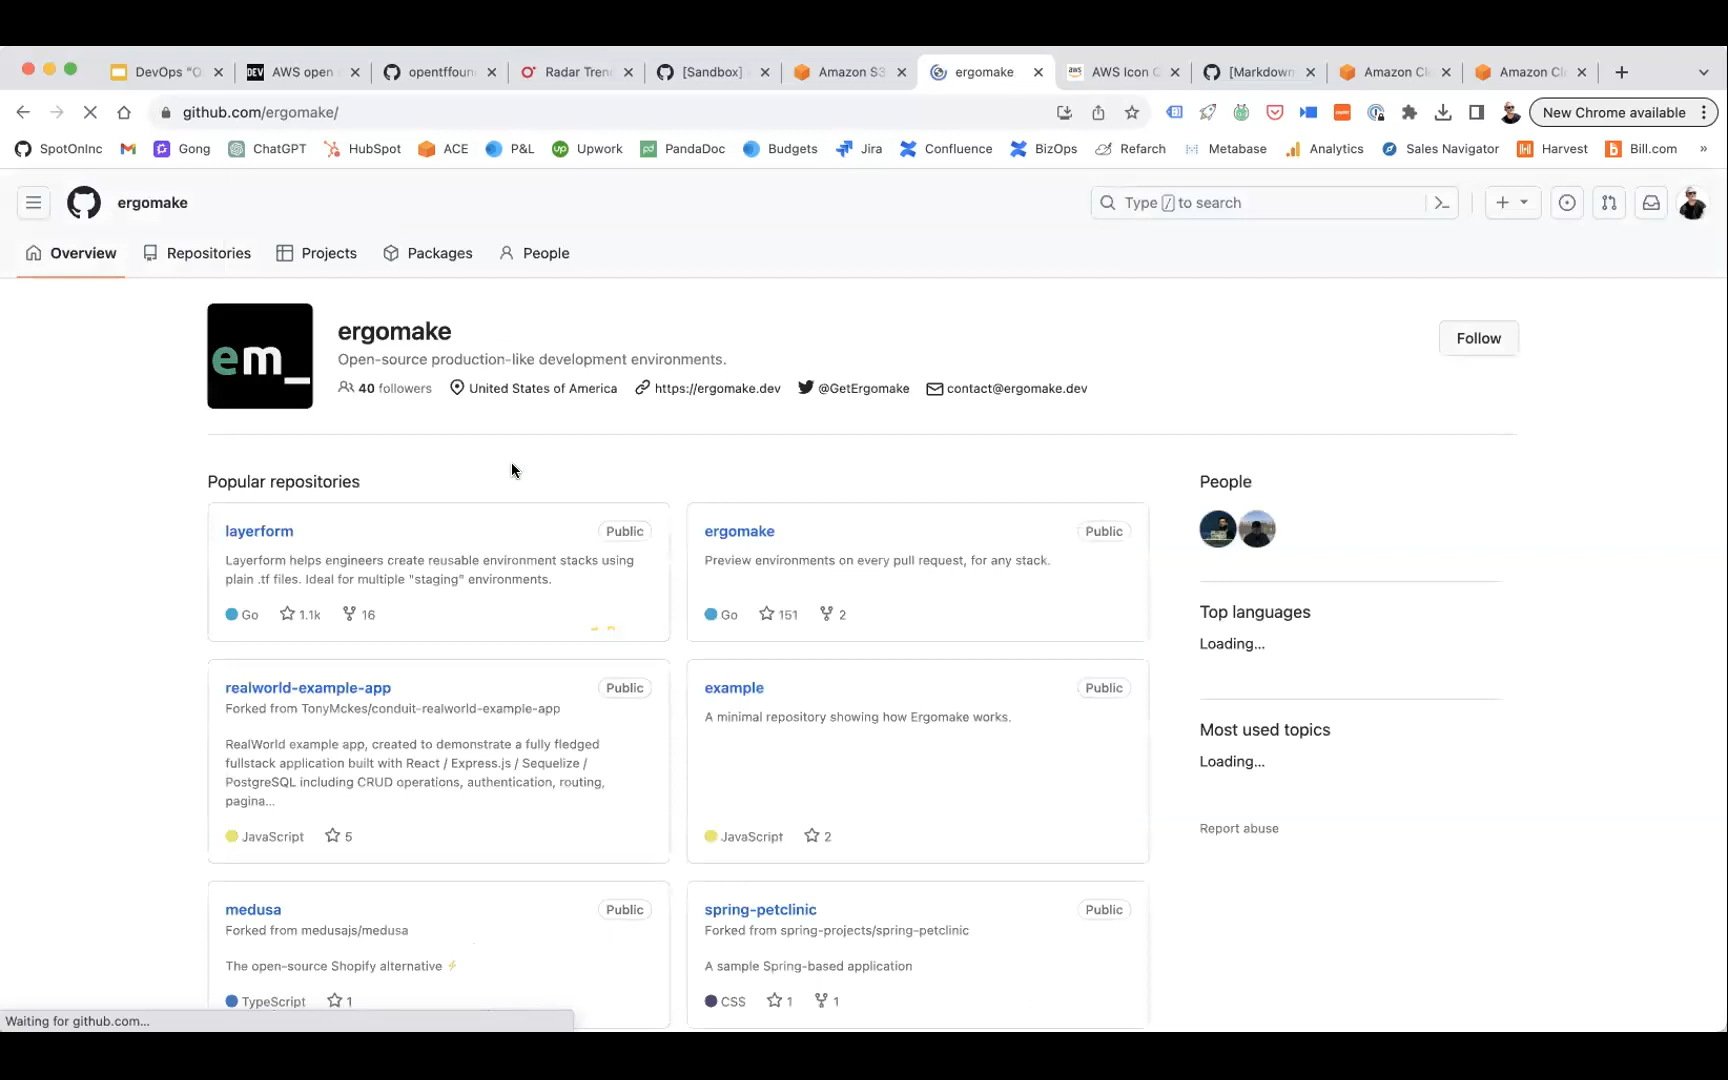 DevOps "O
AWS open
opentffoun
Radar Tren
[Sandbox]
Amazon S3
ergomake
AWS Icon Q
[Markdown
Amazon Cl
Amazon Cl
github.com/ergomake/
New Chrome available
SpotOnInc
Gong
ChatGPT
HubSpot
ACE
P&L
Upwork
PandaDoc
Budgets
Jira
Confluence
BizOps
Refarch
Metabase
Analytics
Sales Navigator
Harvest
Bill.com
»
ergomake
Type / to search
Overview
Repositories
Projects
Packages
People
em_
ergomake
Open-source production-like development environments.
40 followers
United States of America
https://ergomake.dev
@GetErgomake
contact@ergomake.dev
Follow
Popular repositories
layerform
Public
Layerform helps engineers create reusable environment stacks using
plain .tf files. Ideal for multiple "staging" environments.
Go
1.1k
16
ergomake
Public
Preview environments on every pull request, for any stack.
Go
151
2
realworld-example-app
Public
Forked from TonyMckes/conduit-realworld-example-app
RealWorld example app, created to demonstrate a fully fledged
fullstack application built with React / Express.js / Sequelize /
PostgreSQL including CRUD operations, authentication, routing,
pagina...
JavaScript
5
example
Public
A minimal repository showing how Ergomake works.
JavaScript
2
medusa
Public
Forked from medusajs/medusa
The open-source Shopify alternative ⚡
TypeScript
1
spring-petclinic
Public
Forked from spring-projects/spring-petclinic
A sample Spring-based application
CSS
1
1
People
Top languages
Loading...
Most used topics
Loading...
Report abuse
Waiting for github.com...